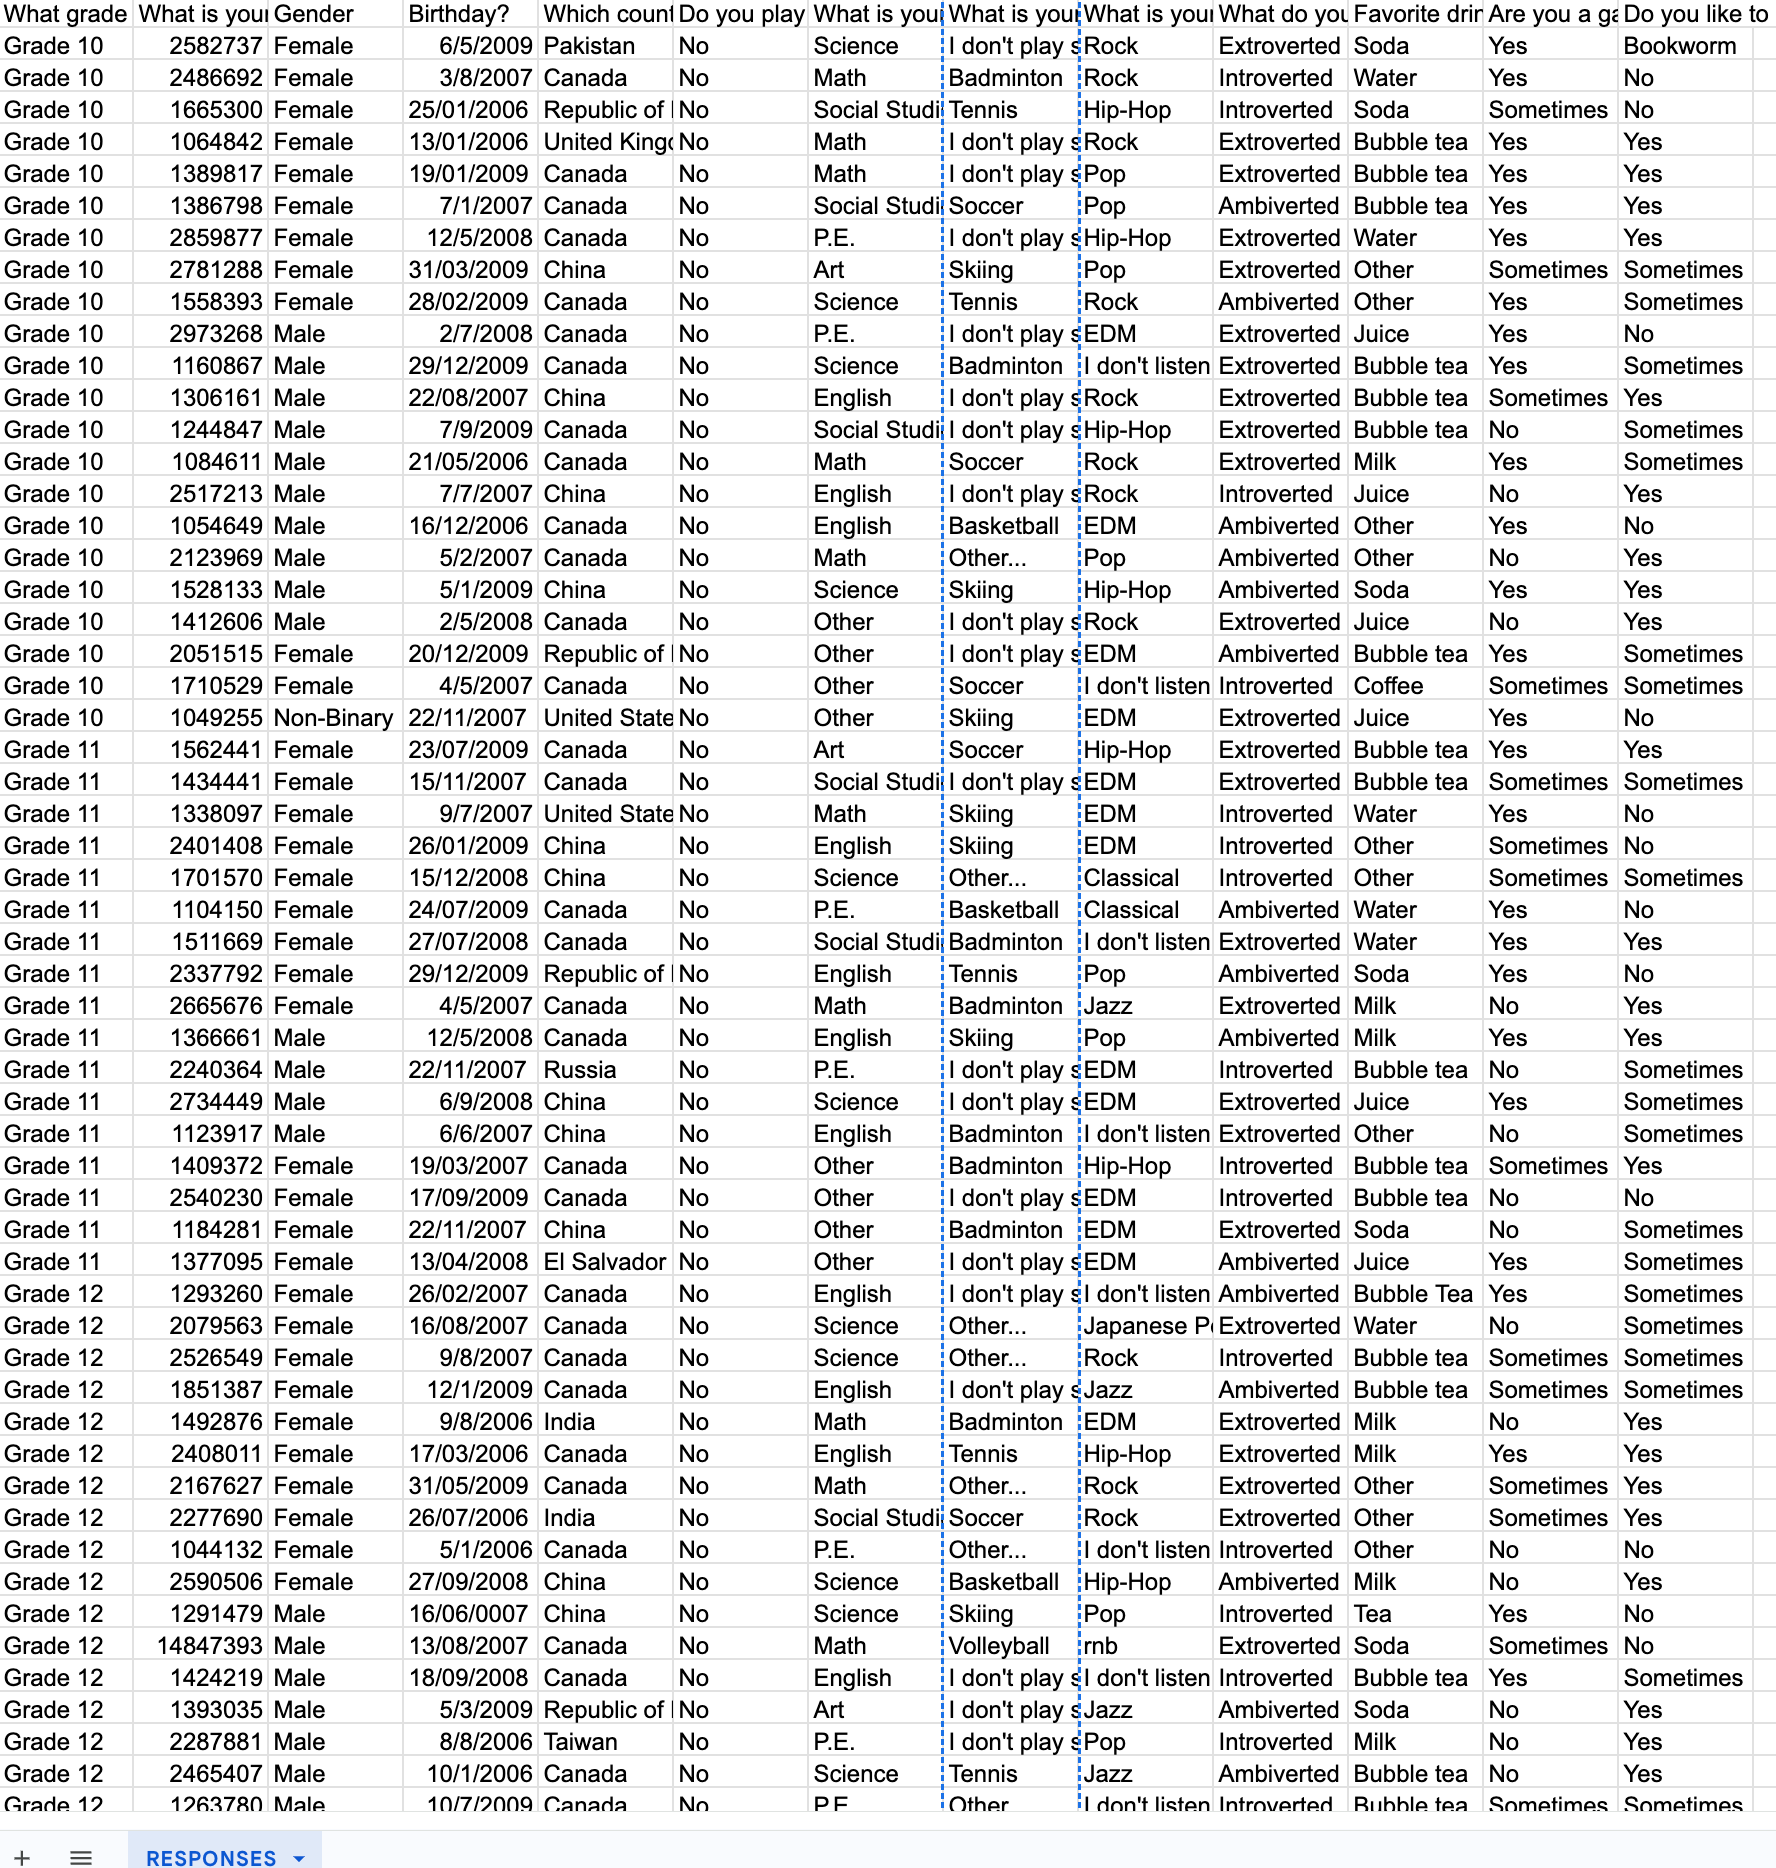 What grade What is your Gender Birthday? Which count Do you play What is your What is your What is your What do you Favorite drin Are you a ga Do you like to
Grade 10 2582737 Female 6/5/2009 Pakistan No Science I don't play s Rock Extroverted Soda Yes Bookworm
Grade 10 2486692 Female 3/8/2007 Canada No Math Badminton Rock Introverted Water Yes No
Grade 10 1665300 Female 25/01/2006 Republic of No Social Studi Tennis Hip-Hop Introverted Soda Sometimes No
Grade 10 1064842 Female 13/01/2006 United Kingd No Math I don't play s Rock Extroverted Bubble tea Yes Yes
Grade 10 1389817 Female 19/01/2009 Canada No Math I don't play s Pop Extroverted Bubble tea Yes Yes
Grade 10 1386798 Female 7/1/2007 Canada No Social Studi Soccer Pop Ambiverted Bubble tea Yes Yes
Grade 10 2859877 Female 12/5/2008 Canada No P.E. I don't play s Hip-Hop Extroverted Water Yes Yes
Grade 10 2781288 Female 31/03/2009 China No Art Skiing Pop Extroverted Other Sometimes Sometimes
Grade 10 1558393 Female 28/02/2009 Canada No Science Tennis Rock Ambiverted Other Yes Sometimes
Grade 10 2973268 Male 2/7/2008 Canada No P.E. I don't play s EDM Extroverted Juice Yes No
Grade 10 1160867 Male 29/12/2009 Canada No Science Badminton I don't listen Extroverted Bubble tea Yes Sometimes
Grade 10 1306161 Male 22/08/2007 China No English I don't play s Rock Extroverted Bubble tea Sometimes Yes
Grade 10 1244847 Male 7/9/2009 Canada No Social Studi I don't play s Hip-Hop Extroverted Bubble tea No Sometimes
Grade 10 1084611 Male 21/05/2006 Canada No Math Soccer Rock Extroverted Milk Yes Sometimes
Grade 10 2517213 Male 7/7/2007 China No English I don't play s Rock Introverted Juice No Yes
Grade 10 1054649 Male 16/12/2006 Canada No English Basketball EDM Ambiverted Other Yes No
Grade 10 2123969 Male 5/2/2007 Canada No Math Other... Pop Ambiverted Other No Yes
Grade 10 1528133 Male 5/1/2009 China No Science Skiing Hip-Hop Ambiverted Soda Yes Yes
Grade 10 1412606 Male 2/5/2008 Canada No Other I don't play s Rock Extroverted Juice No Yes
Grade 10 2051515 Female 20/12/2009 Republic of No Other I don't play s EDM Ambiverted Bubble tea Yes Sometimes
Grade 10 1710529 Female 4/5/2007 Canada No Other Soccer I don't listen Introverted Coffee Sometimes Sometimes
Grade 10 1049255 Non-Binary 22/11/2007 United State No Other Skiing EDM Extroverted Juice Yes No
Grade 11 1562441 Female 23/07/2009 Canada No Art Soccer Hip-Hop Extroverted Bubble tea Yes Yes
Grade 11 1434441 Female 15/11/2007 Canada No Social Studi I don't play s EDM Extroverted Bubble tea Sometimes Sometimes
Grade 11 1338097 Female 9/7/2007 United State No Math Skiing EDM Introverted Water Yes No
Grade 11 2401408 Female 26/01/2009 China No English Skiing EDM Introverted Other Sometimes No
Grade 11 1701570 Female 15/12/2008 China No Science Other... Classical Introverted Other Sometimes Sometimes
Grade 11 1104150 Female 24/07/2009 Canada No P.E. Basketball Classical Ambiverted Water Yes No
Grade 11 1511669 Female 27/07/2008 Canada No Social Studi Badminton I don't listen Extroverted Water Yes Yes
Grade 11 2337792 Female 29/12/2009 Republic of No English Tennis Pop Ambiverted Soda Yes No
Grade 11 2665676 Female 4/5/2007 Canada No Math Badminton Jazz Extroverted Milk No Yes
Grade 11 1366661 Male 12/5/2008 Canada No English Skiing Pop Ambiverted Milk Yes Yes
Grade 11 2240364 Male 22/11/2007 Russia No P.E. I don't play s EDM Introverted Bubble tea No Sometimes
Grade 11 2734449 Male 6/9/2008 China No Science I don't play s EDM Extroverted Juice Yes Sometimes
Grade 11 1123917 Male 6/6/2007 China No English Badminton I don't listen Extroverted Other No Sometimes
Grade 11 1409372 Female 19/03/2007 Canada No Other Badminton Hip-Hop Introverted Bubble tea Sometimes Yes
Grade 11 2540230 Female 17/09/2009 Canada No Other I don't play s EDM Introverted Bubble tea No No
Grade 11 1184281 Female 22/11/2007 China No Other Badminton EDM Extroverted Soda No Sometimes
Grade 11 1377095 Female 13/04/2008 El Salvador No Other I don't play s EDM Ambiverted Juice Yes Sometimes
Grade 12 1293260 Female 26/02/2007 Canada No English I don't play s I don't listen Ambiverted Bubble Tea Yes Sometimes
Grade 12 2079563 Female 16/08/2007 Canada No Science Other... Japanese Po Extroverted Water No Sometimes
Grade 12 2526549 Female 9/8/2007 Canada No Science Other... Rock Introverted Bubble tea Sometimes Sometimes
Grade 12 1851387 Female 12/1/2009 Canada No English I don't play s Jazz Ambiverted Bubble tea Sometimes Sometimes
Grade 12 1492876 Female 9/8/2006 India No Math Badminton EDM Extroverted Milk No Yes
Grade 12 2408011 Female 17/03/2006 Canada No English Tennis Hip-Hop Extroverted Milk Yes Yes
Grade 12 2167627 Female 31/05/2009 Canada No Math Other... Rock Extroverted Other Sometimes Yes
Grade 12 2277690 Female 26/07/2006 India No Social Studi Soccer Rock Extroverted Other Sometimes Yes
Grade 12 1044132 Female 5/1/2006 Canada No P.E. Other... I don't listen Introverted Other No No
Grade 12 2590506 Female 27/09/2008 China No Science Basketball Hip-Hop Ambiverted Milk No Yes
Grade 12 1291479 Male 16/06/0007 China No Science Skiing Pop Introverted Tea Yes No
Grade 12 14847393 Male 13/08/2007 Canada No Math Volleyball rnb Extroverted Soda Sometimes No
Grade 12 1424219 Male 18/09/2008 Canada No English I don't play s I don't listen Introverted Bubble tea Yes Sometimes
Grade 12 1393035 Male 5/3/2009 Republic of No Art I don't play s Jazz Ambiverted Soda No Yes
Grade 12 2287881 Male 8/8/2006 Taiwan No P.E. I don't play s Pop Introverted Milk No Yes
Grade 12 2465407 Male 10/1/2006 Canada No Science Tennis Jazz Ambiverted Bubble tea No Yes
Grade 12 1263780 Male 10/7/2009 Canada No P.E. Other... I don't listen Introverted Bubble tea Sometimes Sometimes
RESPONSES